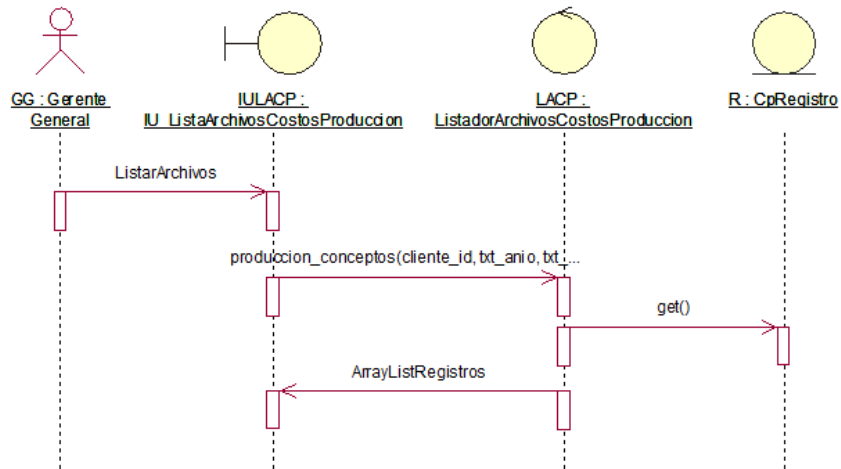 GG : Gerente
General
IULACP :
IU_ListaArchivosCostosProduccion
LACP :
ListadorArchivosCostosProduccion
R : CpRegistro
ListarArchivos
produccion_conceptos(cliente_id, txt_anio, txt_...
get()
ArrayListRegistros